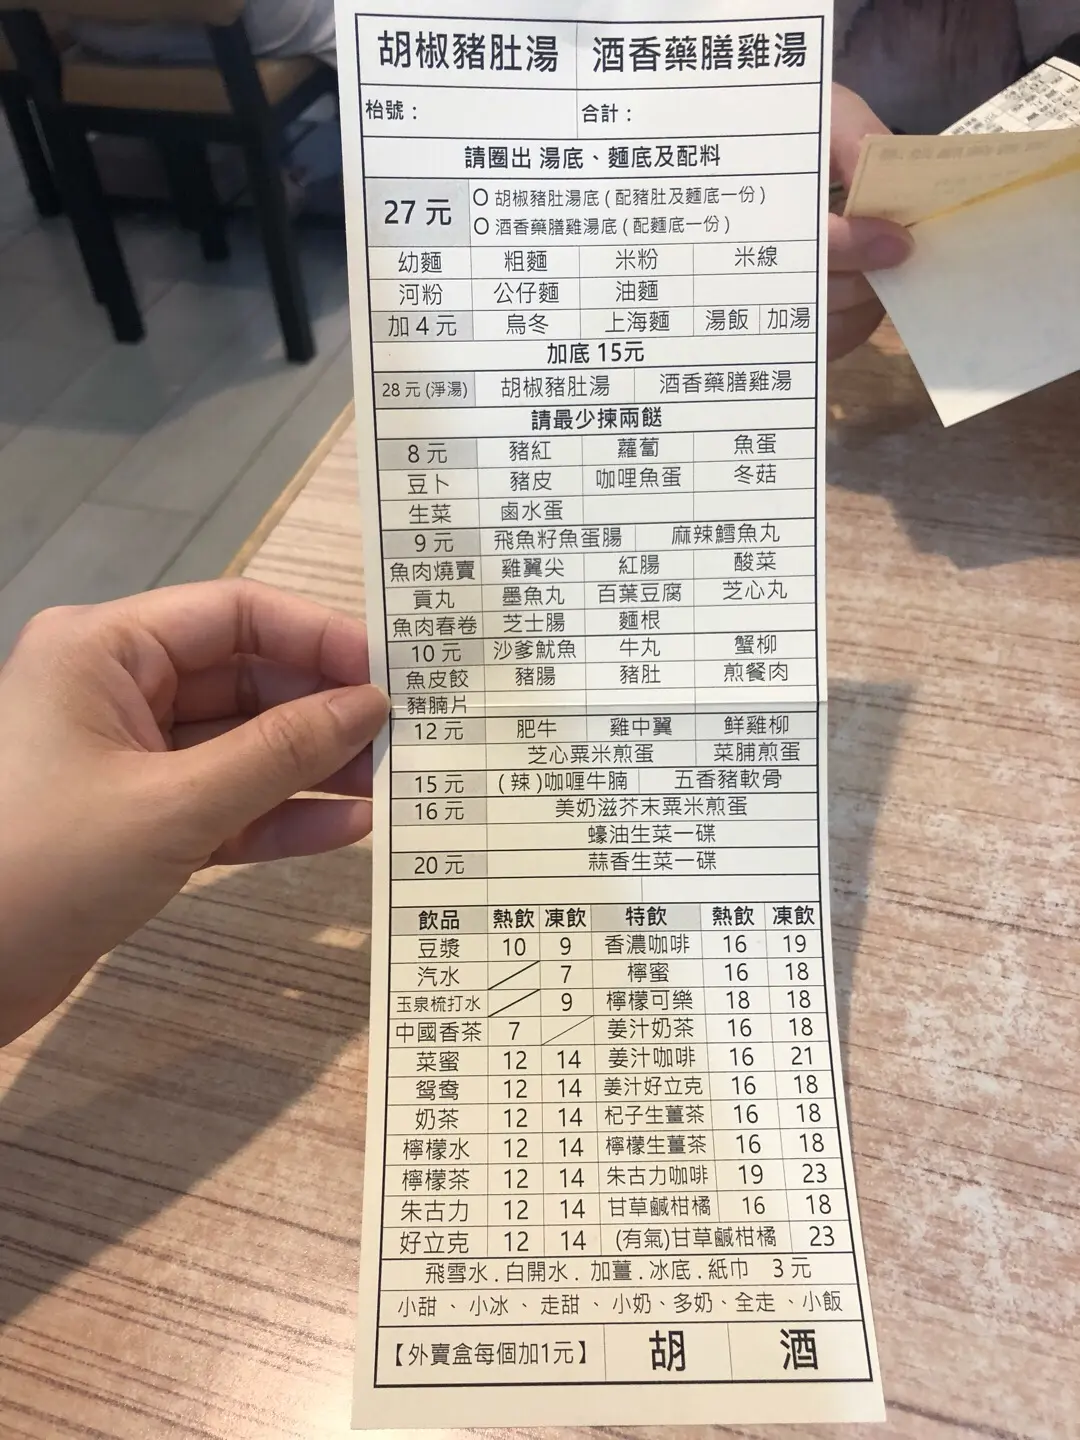 胡椒豬肚湯 酒香藥膳雞湯
枱號： 合計：
請圈出 湯底、麵底及配料
27 元 O 胡椒豬肚湯底 ( 配豬肚及麵底一份 )
O 酒香藥膳雞湯底 ( 配麵底一份 )
幼麵 粗麵 米粉 米線
河粉 公仔麵 油麵
加 4 元 烏冬 上海麵 湯飯 加湯
加底 15元
28 元 (淨湯) 胡椒豬肚湯 酒香藥膳雞湯
請最少揀兩餸
8 元 豬紅 蘿蔔 魚蛋
豆卜 豬皮 咖哩魚蛋 冬菇
生菜 鹵水蛋
9 元 飛魚籽魚蛋腸 麻辣鱈魚丸
魚肉燒賣 雞翼尖 紅腸 酸菜
貢丸 墨魚丸 百葉豆腐 芝心丸
魚肉春卷 芝士腸 麵根
10 元 沙爹魷魚 牛丸 蟹柳
魚皮餃 豬腸 豬肚 煎餐肉
豬腩片
12 元 肥牛 雞中翼 鮮雞柳
芝心粟米煎蛋 菜脯煎蛋
15 元 ( 辣 )咖喱牛腩 五香豬軟骨
16 元 美奶滋芥末粟米煎蛋
蠔油生菜一碟
20 元 蒜香生菜一碟
飲品 熱飲 凍飲 特飲 熱飲 凍飲
豆漿 10 9 香濃咖啡 16 19
汽水 7 檸蜜 16 18
玉泉梳打水 9 檸檬可樂 18 18
中國香茶 7 姜汁奶茶 16 18
菜蜜 12 14 姜汁咖啡 16 21
鴛鴦 12 14 姜汁好立克 16 18
奶茶 12 14 杞子生薑茶 16 18
檸檬水 12 14 檸檬生薑茶 16 18
檸檬茶 12 14 朱古力咖啡 19 23
朱古力 12 14 甘草鹹柑橘 16 18
好立克 12 14 (有氣)甘草鹹柑橘 23
飛雪水 . 白開水 . 加薑 . 冰底 . 紙巾 3 元
小甜 、 小冰 、 走甜 、 小奶、多奶、全走 、小飯
【外賣盒每個加1元】 胡 酒